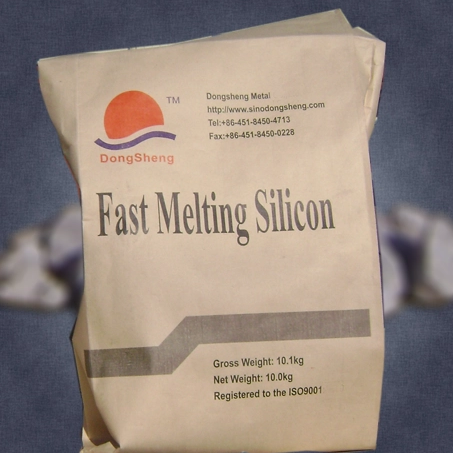 TM
DongSheng
Dongsheng Metal
http://www.sinodongsheng.com
Tel:+86-451-8450-4713
Fax:+86-451-8450-0228
Fast Melting Silicon
Gross Weight: 10.1kg
Net Weight: 10.0kg
Registered to the ISO9001